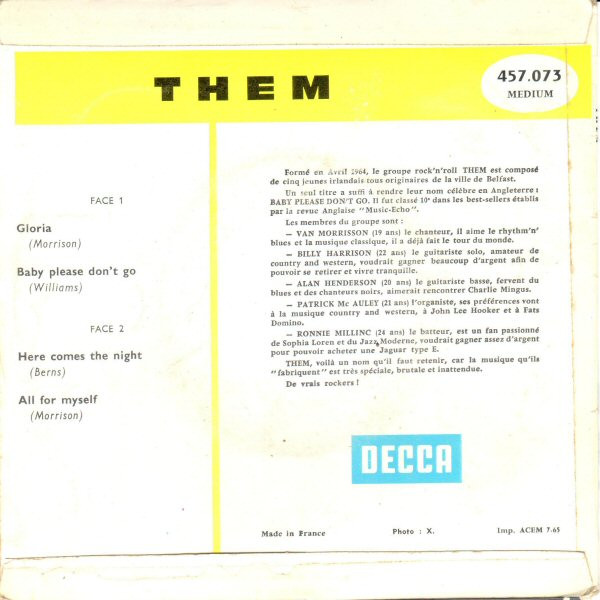 THEM
457.073
MEDIUM
FACE 1
Gloria
(Morrison)
Baby please don't go
(Williams)
FACE 2
Here comes the night
(Berns)
All for myself
(Morrison)
Formé en Avril 1964, le groupe rock'n'roll THEM est composé
de cinq jeunes irlandais tous originaires de la ville de Belfast.
Un seul titre a suffi à rendre leur nom célèbre en Angleterre :
BABY PLEASE DON'T GO. Il fut classé 10e dans les best-sellers établis
par la revue Anglaise "Music-Echo".
Les membres du groupe sont :
— VAN MORRISSON (19 ans) le chanteur, il aime le rhythm'n'
blues et la musique classique, il a déjà fait le tour du monde.
— BILLY HARRISON (22 ans) le guitariste solo, amateur de
country and western, voudrait gagner beaucoup d'argent afin de
pouvoir se retirer et vivre tranquille.
— ALAN HENDERSON (20 ans) le guitariste basse, fervent du
blues et des chanteurs noirs, aimerait rencontrer Charlie Mingus.
— PATRICK Mc AULEY (21 ans) l'organiste, ses préférences vont
à la musique country and western, à John Lee Hooker et à Fats
Domino.
— RONNIE MILLINC (24 ans) le batteur, est un fan passionné
de Sophia Loren et du Jazz Moderne, voudrait gagner assez d'argent
pour pouvoir acheter une Jaguar type E.
THEM, voilà un nom qu'il faut retenir, car la musique qu'ils
"fabriquent" est très spéciale, brutale et inattendue.
De vrais rockers !
DECCA
Made in France
Photo : X.
Imp. ACEM 7-65